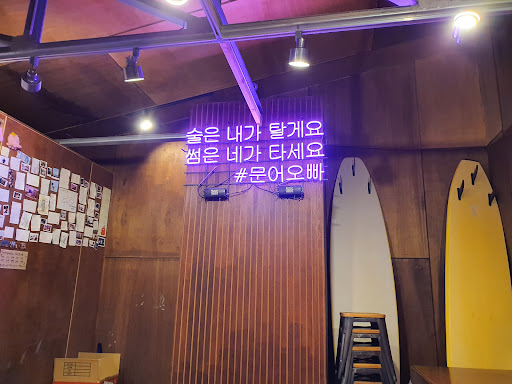 술은 내가 탈게요
썸은 네가 타세요
#문어오빠